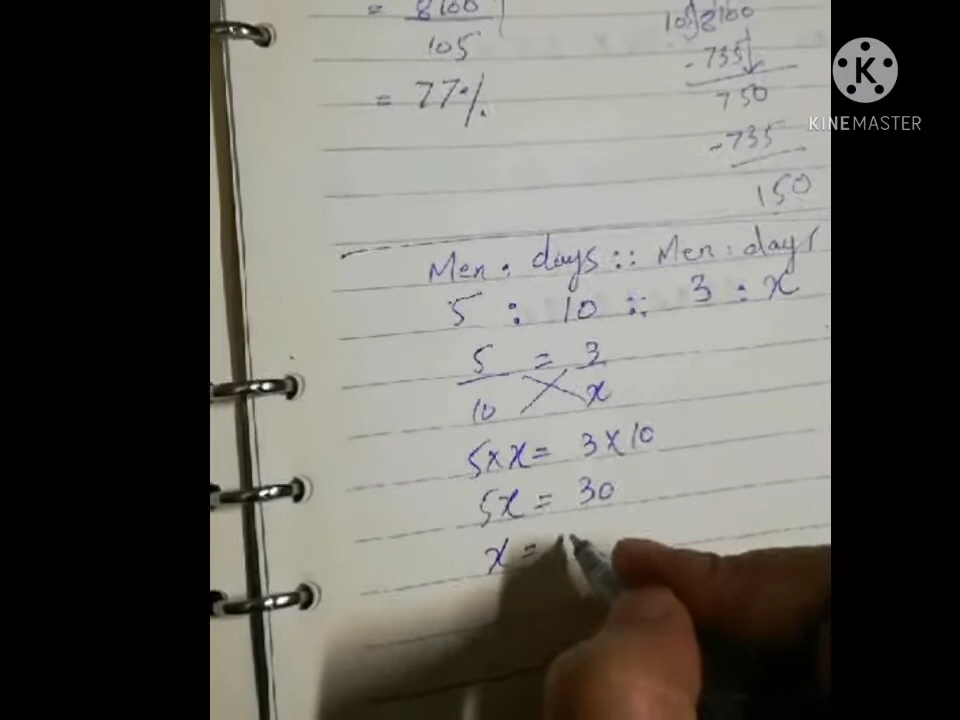 = 8100
105
= 77%
105)8100
- 735
750
- 735
150
KINEMASTER
Men : days :: Men : days
5 : 10 :: 3 : x
5 = 3
10 x
5 x x = 3 x 10
5x = 30
x =